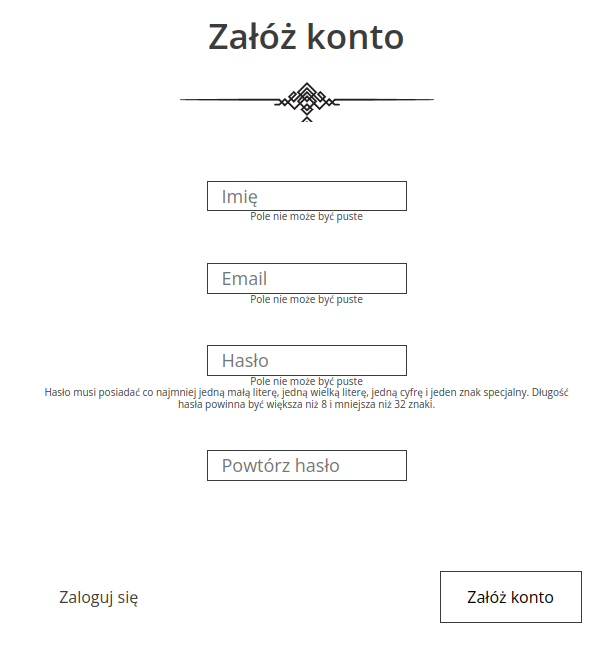 Załóż konto
Imię
Pole nie może być puste
Email
Pole nie może być puste
Hasło
Pole nie może być puste
Hasło musi posiadać co najmniej jedną małą literę, jedną wielką literę, jedną cyfrę i jeden znak specjalny. Długość
hasła powinna być większa niż 8 i mniejsza niż 32 znaki.
Powtórz hasło
Zaloguj się
Załóż konto